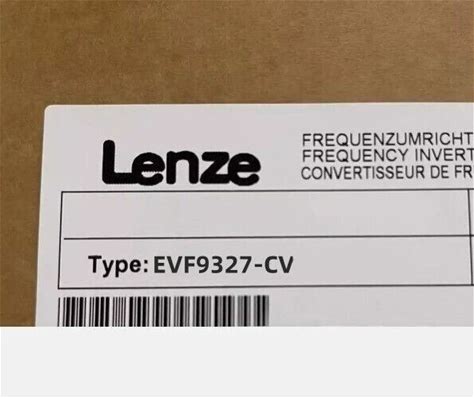 Lenze
FREQUENZUMRICHT
FREQUENCY INVERT
CONVERTISSEUR DE FR
Type: EVF9327-CV